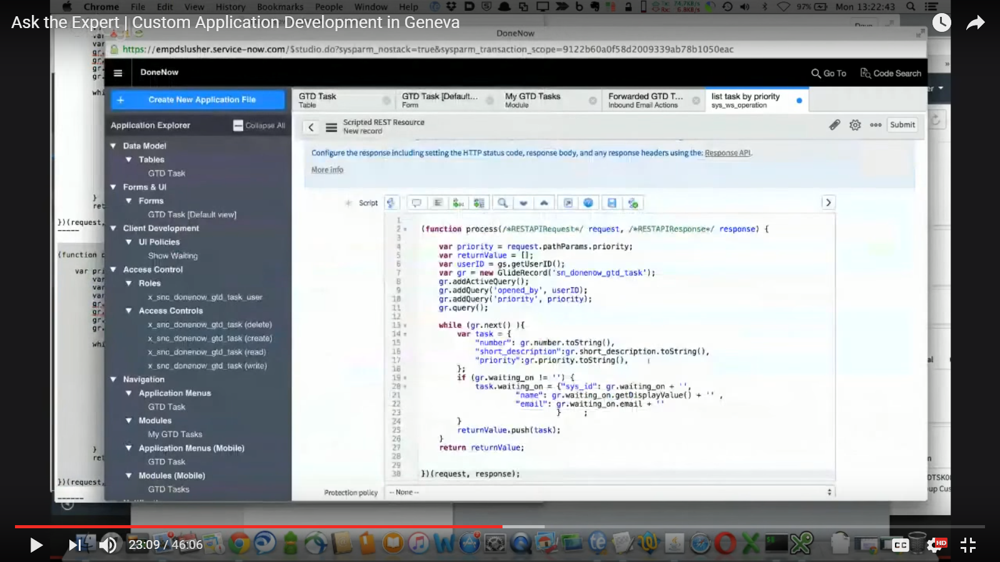 Chrome File Edit View History Bookmarks People Window Help 97% Mon 13:22:43
Ask the Expert | Custom Application Development in Geneva
DoneNow
https://empdslusher.service-now.com/$studio.do?sysparm_nostack=true&sysparm_transaction_scope=9122b60a0f58d2009339ab78b1050eac
DoneNow
Go To
Code Search
+ Create New Application File
Application Explorer
Collapse All
Data Model
Tables
GTD Task
Forms & UI
Forms
GTD Task [Default view]
Client Development
UI Policies
Show Waiting
Access Control
Roles
x_snc_donenow_gtd_task_user
Access Controls
x_snc_donenow_gtd_task (delete)
x_snc_donenow_gtd_task (create)
x_snc_donenow_gtd_task (read)
x_snc_donenow_gtd_task (write)
Navigation
Application Menus
GTD Task
Modules
My GTD Tasks
Application Menus (Mobile)
GTD Task
Modules (Mobile)
GTD Tasks
GTD Task
Table
GTD Task [Default...
Form
My GTD Tasks
Module
Forwarded GTD T...
Inbound Email Actions
list task by priority
sys_ws_operation
Scripted REST Resource
New record
Submit
Configure the response including setting the HTTP status code, response body, and any response headers using the: Response API.
More info
Script
1
2 (function process(/*RESTAPIRequest*/ request, /*RESTAPIResponse*/ response) {
3
4 var priority = request.pathParams.priority;
5 var returnValue = [];
6 var userID = gs.getUserID();
7 var gr = new GlideRecord('sn_donenow_gtd_task');
8 gr.addActiveQuery();
9 gr.addQuery('opened_by', userID);
10 gr.addQuery('priority', priority);
11 gr.query();
12
13 while (gr.next() ){
14 var task = {
15 "number": gr.number.toString(),
16 "short_description":gr.short_description.toString(),
17 "priority":gr.priority.toString(),
18 };
19 if (gr.waiting_on != '') {
20 task.waiting_on = {"sys_id": gr.waiting_on + '',
21 "name": gr.waiting_on.getDisplayValue() + '' ,
22 "email": gr.waiting_on.email + ''
23 } ;
24 }
25 returnValue.push(task);
26 }
27 return returnValue;
28
29
30 })(request, response);
Protection policy
-- None --
23:09 / 46:06
CC
HD